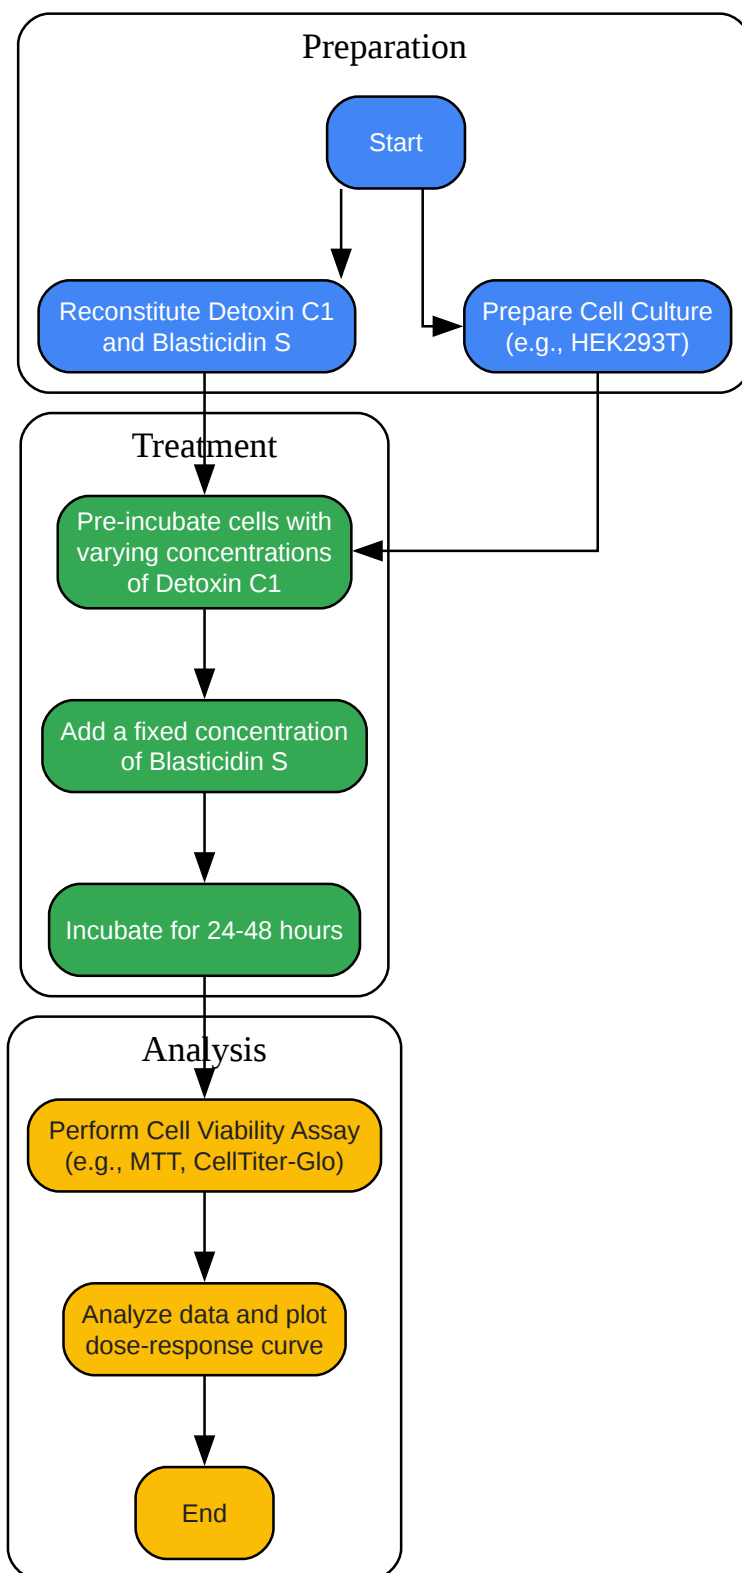 Preparation
Start
Reconstitute Detoxin C1
and Blasticidin S
Prepare Cell Culture
(e.g., HEK293T)
Treatment
Pre-incubate cells with
varying concentrations
of Detoxin C1
Add a fixed concentration
of Blasticidin S
Incubate for 24-48 hours
Analysis
Perform Cell Viability Assay
(e.g., MTT, CellTiter-Glo)
Analyze data and plot
dose-response curve
End